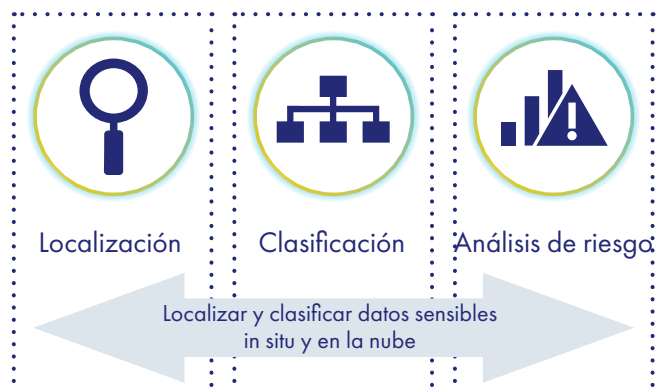 Localización
Clasificación
Análisis de riesgo
Localizar y clasificar datos sensibles
in situ y en la nube